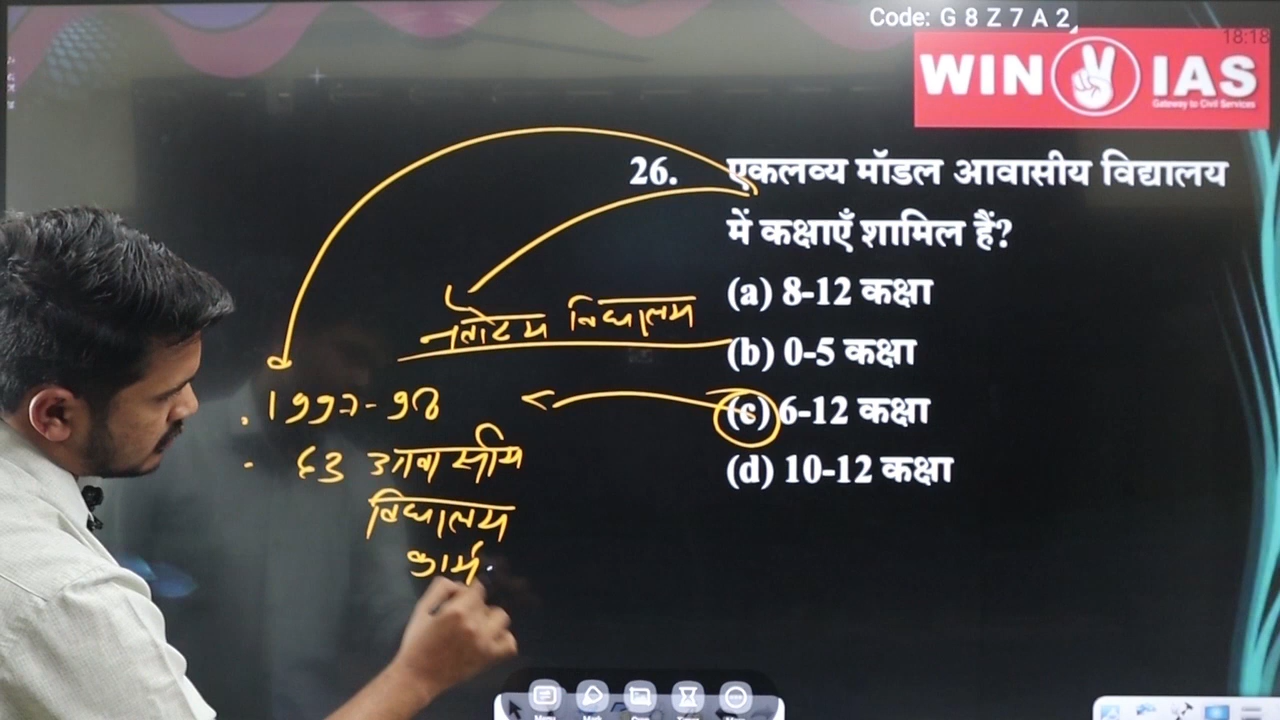 Code: G 8 Z 7 A 2
18:18
WIN IAS
Gateway to Civil Services
26. एकलव्य मॉडल आवासीय विद्यालय
में कक्षाएँ शामिल हैं?
(a) 8-12 कक्षा
(b) 0-5 कक्षा
(c) 6-12 कक्षा
(d) 10-12 कक्षा
नवोदय विद्यालय
1997-98
63 आवासीय
विद्यालय
कार्य